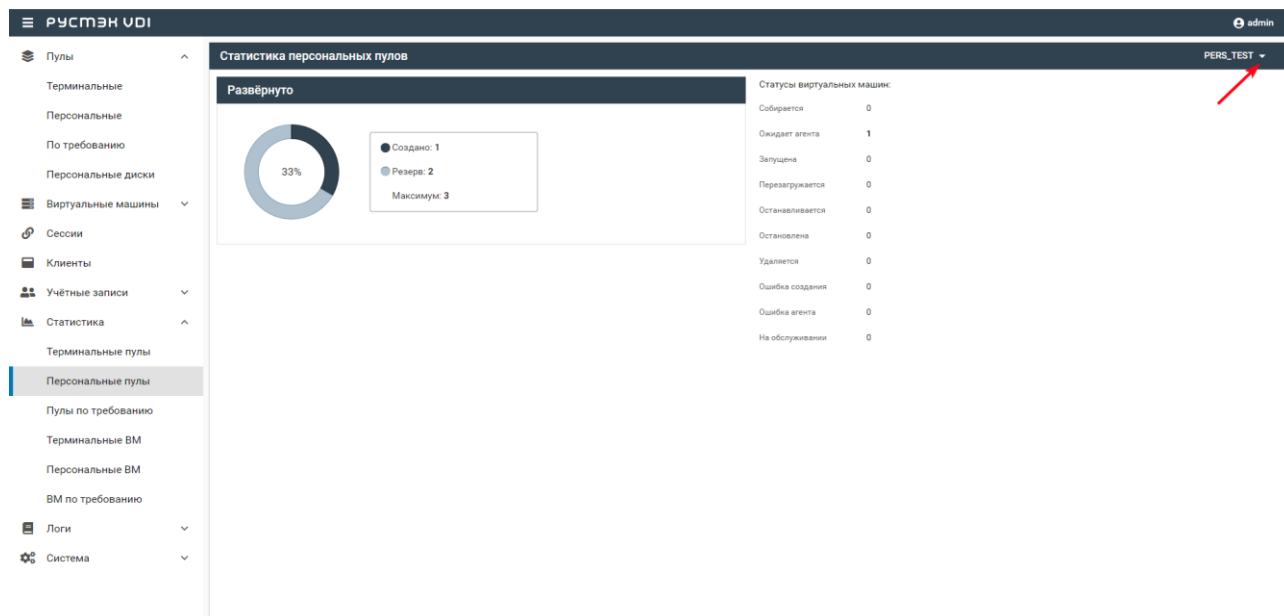 РУСТЭК VDI
admin
Пулы
Терминальные
Персональные
По требованию
Персональные диски
Виртуальные машины
Сессии
Клиенты
Учётные записи
Статистика
Терминальные пулы
Персональные пулы
Пулы по требованию
Терминальные ВМ
Персональные ВМ
ВМ по требованию
Логи
Система
Статистика персональных пулов
PERS_TEST
Развёрнуто
33%
Создано: 1
Резерв: 2
Максимум: 3
Статусы виртуальных машин:
Собирается 0
Ожидает агента 1
Запущена 0
Перезагружается 0
Останавливается 0
Остановлена 0
Удаляется 0
Ошибка создания 0
Ошибка агента 0
На обслуживании 0